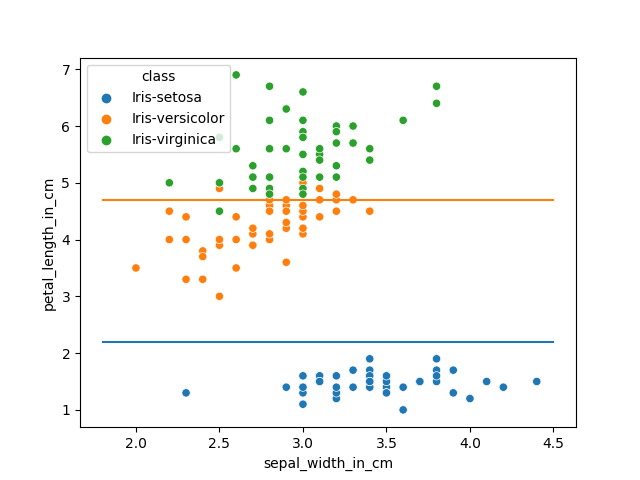 7
6
5
4
3
2
1
petal_length_in_cm
class
Iris-setosa
Iris-versicolor
Iris-virginica
2.0 2.5 3.0 3.5 4.0 4.5
sepal_width_in_cm